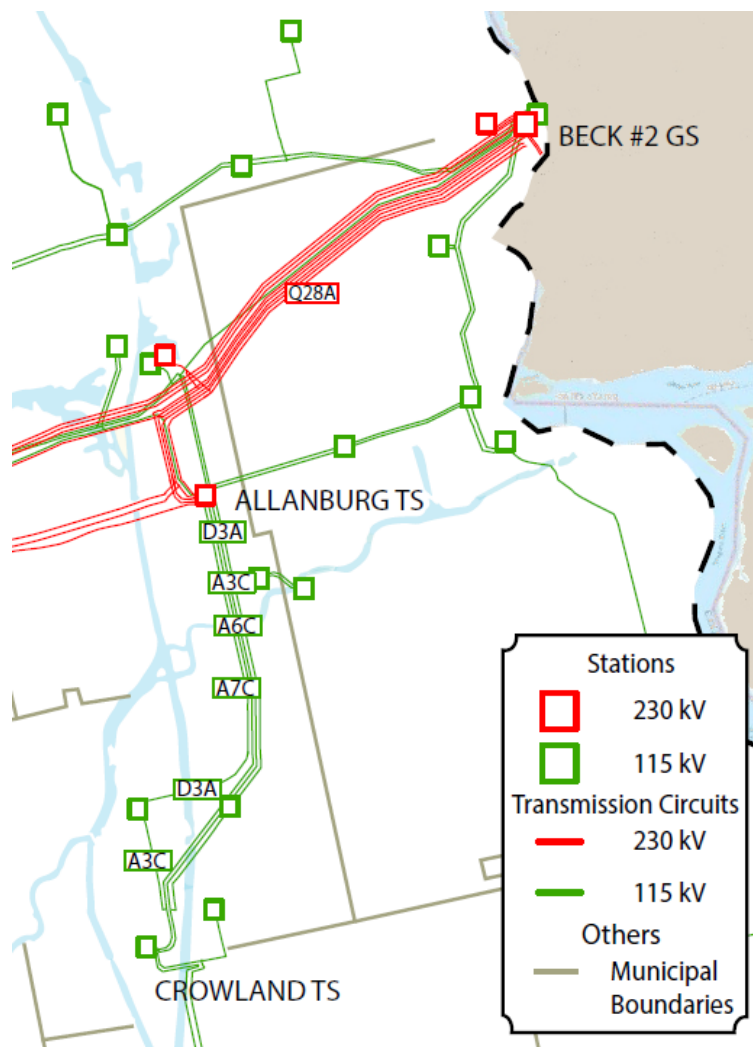 BECK #2 GS
Q28A
ALLANBURG TS
D3A
A3C
A6C
A7C
D3A
A3C
CROWLAND TS
Stations
230 kV
115 kV
Transmission Circuits
230 kV
115 kV
Others
Municipal
Boundaries